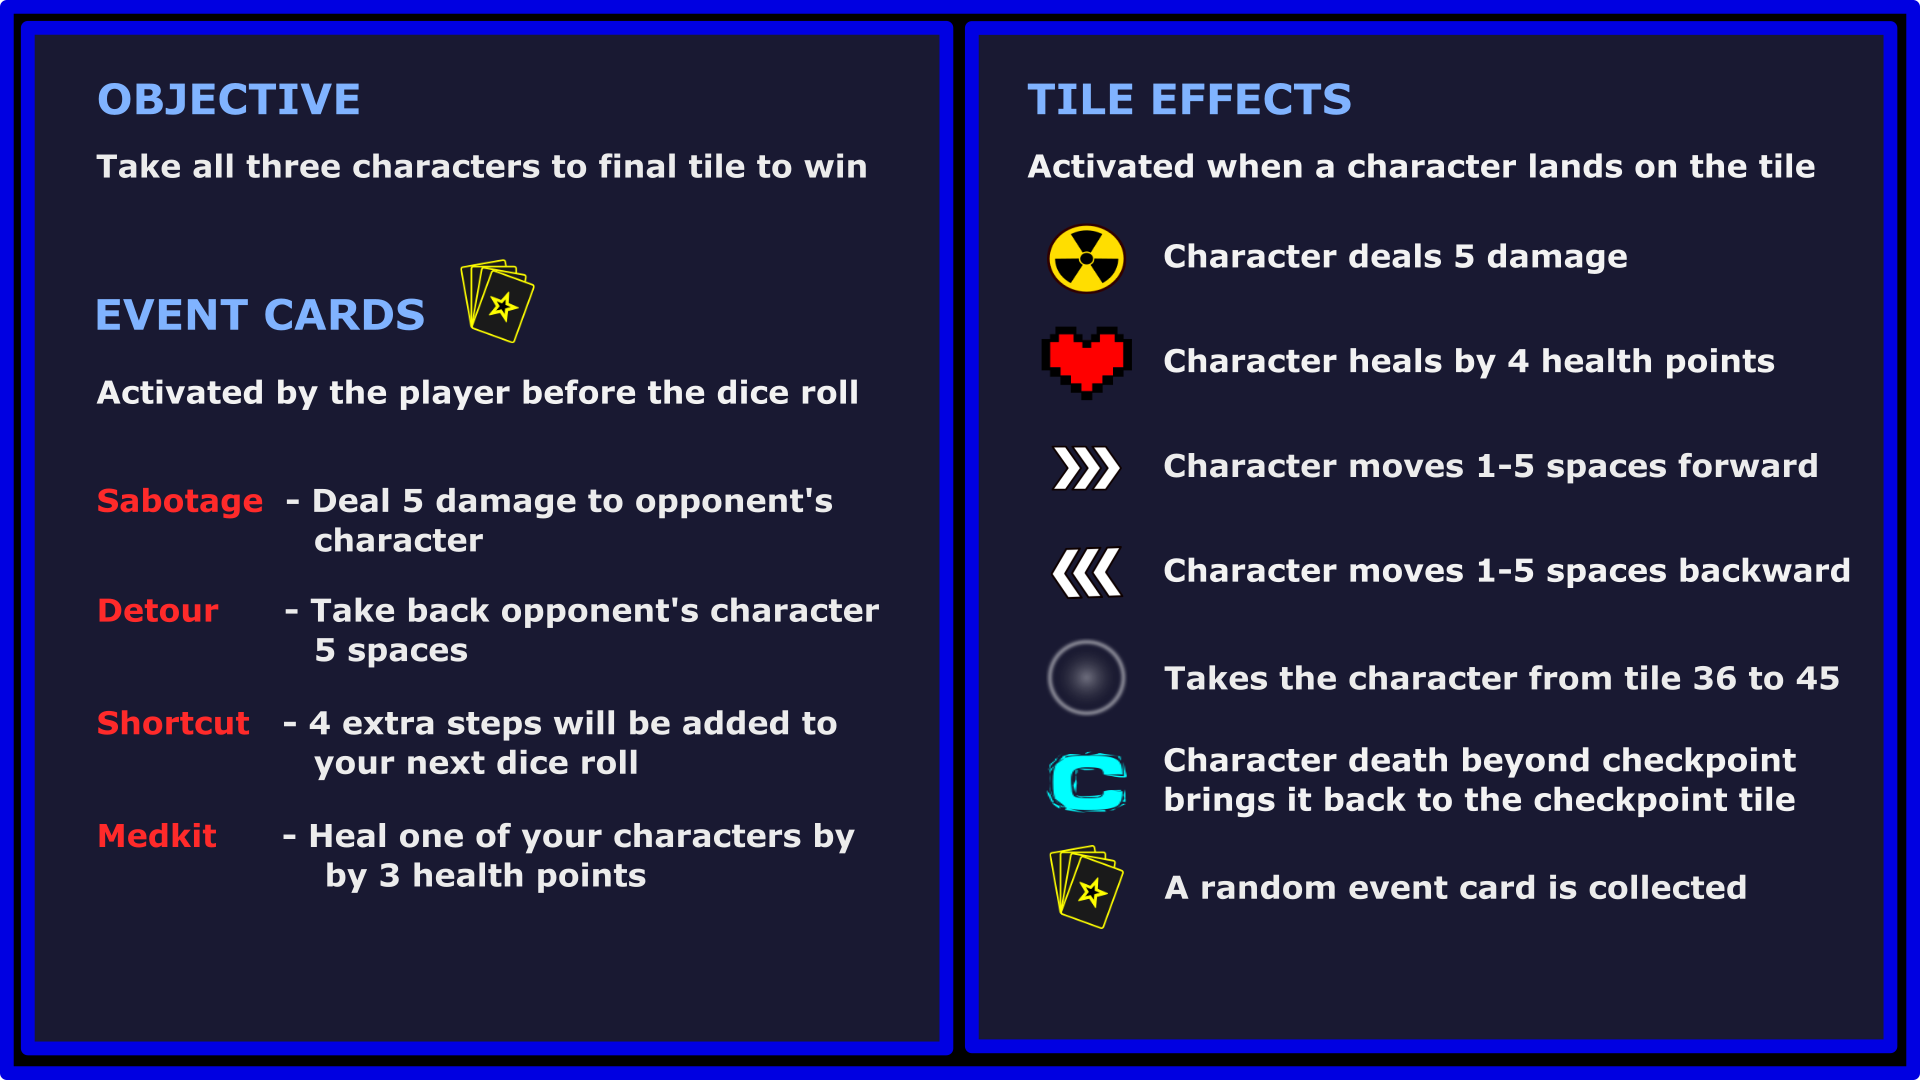 OBJECTIVE
Take all three characters to final tile to win
EVENT CARDS
Activated by the player before the dice roll
Sabotage - Deal 5 damage to opponent's
character
Detour - Take back opponent's character
5 spaces
Shortcut - 4 extra steps will be added to
your next dice roll
Medkit - Heal one of your characters by
by 3 health points
TILE EFFECTS
Activated when a character lands on the tile
Character deals 5 damage
Character heals by 4 health points
Character moves 1-5 spaces forward
Character moves 1-5 spaces backward
Takes the character from tile 36 to 45
C
Character death beyond checkpoint
brings it back to the checkpoint tile
A random event card is collected